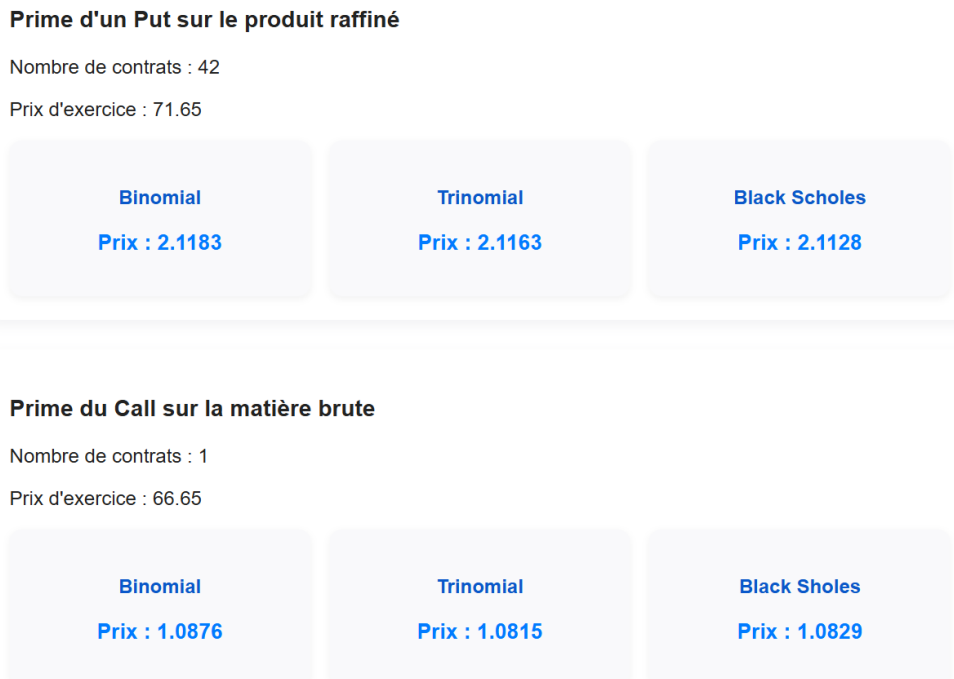 Prime d'un Put sur le produit raffiné
Nombre de contrats : 42
Prix d'exercice : 71.65
Binomial
Prix : 2.1183
Trinomial
Prix : 2.1163
Black Scholes
Prix : 2.1128
Prime du Call sur la matière brute
Nombre de contrats : 1
Prix d'exercice : 66.65
Binomial
Prix : 1.0876
Trinomial
Prix : 1.0815
Black Sholes
Prix : 1.0829